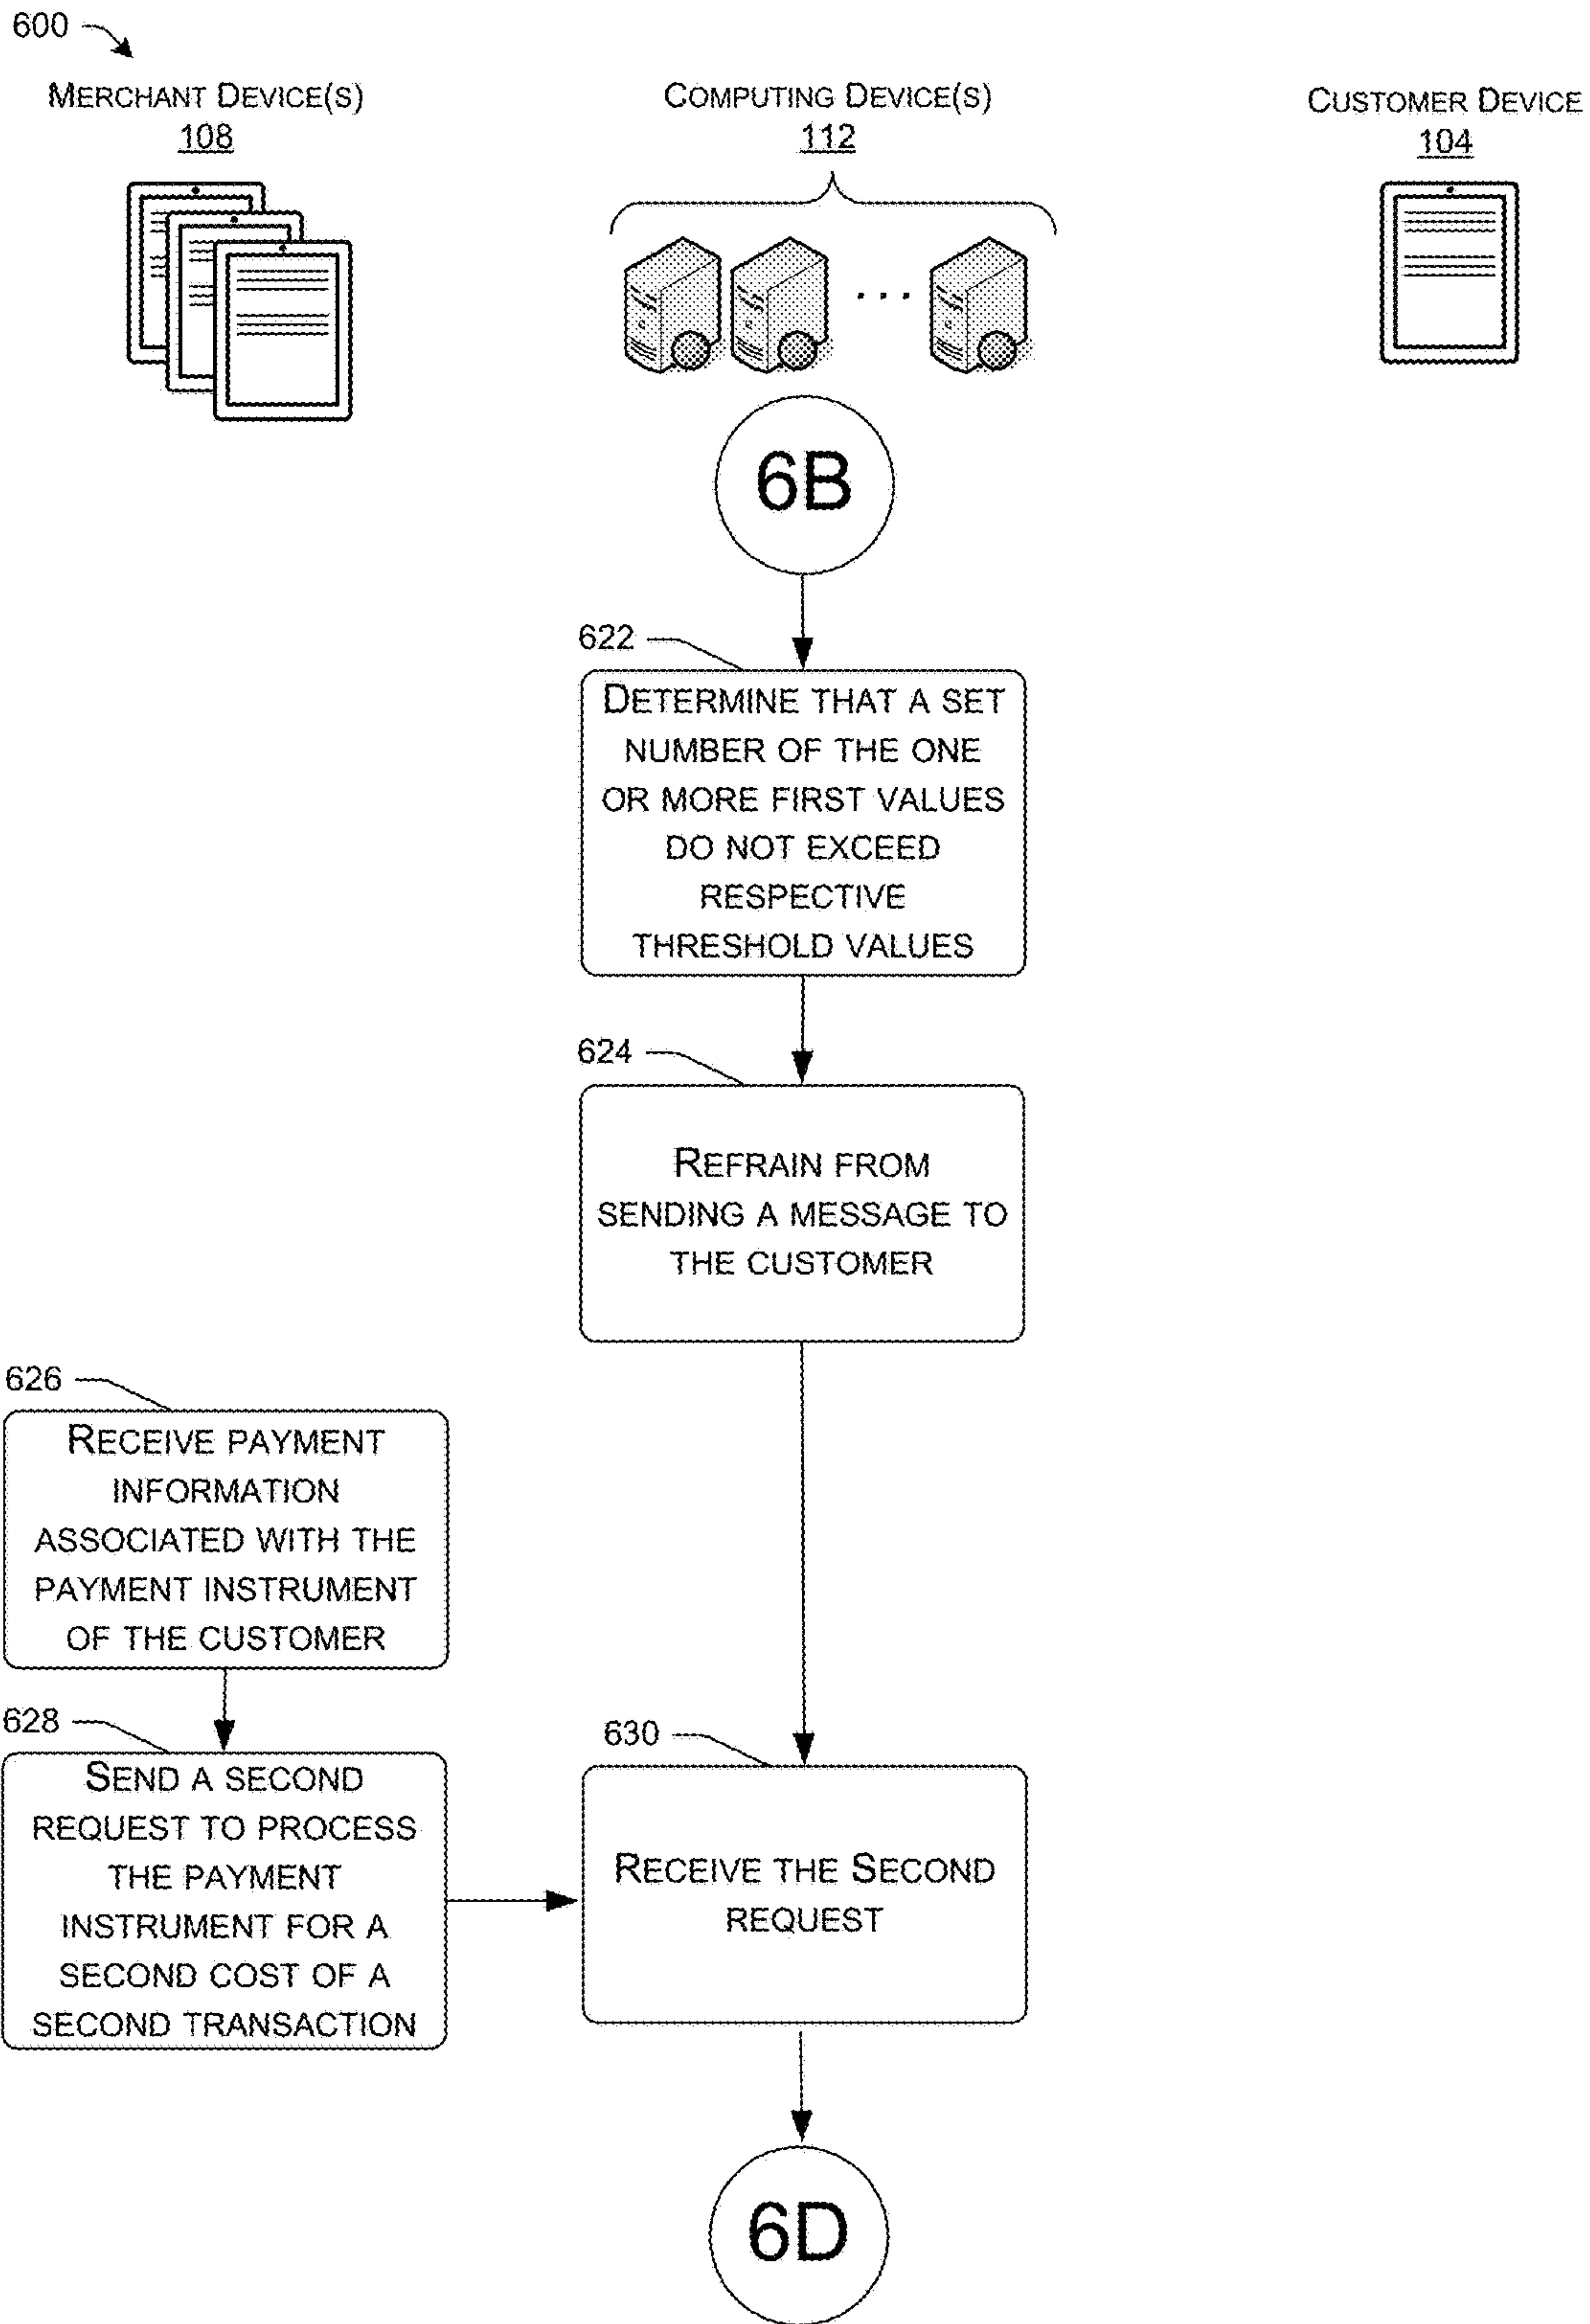 600
MERCHANT DEVICE(S)
108
COMPUTING DEVICE(S)
112
CUSTOMER DEVICE
104
6B
622
DETERMINE THAT A SET
NUMBER OF THE ONE
OR MORE FIRST VALUES
DO NOT EXCEED
RESPECTIVE
THRESHOLD VALUES
624
REFRAIN FROM
SENDING A MESSAGE TO
THE CUSTOMER
626
RECEIVE PAYMENT
INFORMATION
ASSOCIATED WITH THE
PAYMENT INSTRUMENT
OF THE CUSTOMER
628
SEND A SECOND
REQUEST TO PROCESS
THE PAYMENT
INSTRUMENT FOR A
SECOND COST OF A
SECOND TRANSACTION
630
RECEIVE THE SECOND
REQUEST
6D